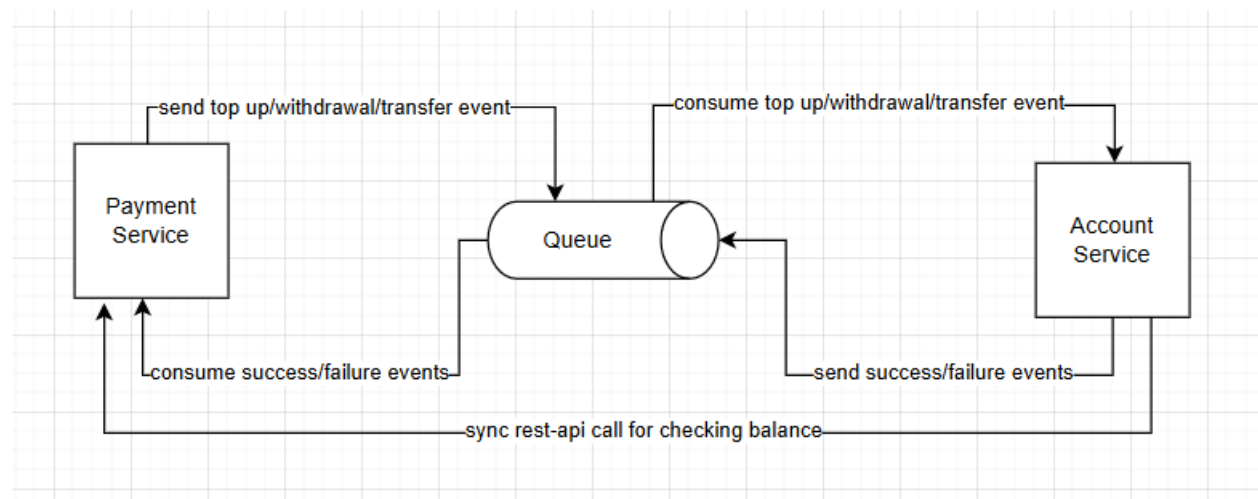 send top up/withdrawal/transfer event
consume top up/withdrawal/transfer event
Payment
Service
Queue
Account
Service
consume success/failure events
send success/failure events
sync rest-api call for checking balance